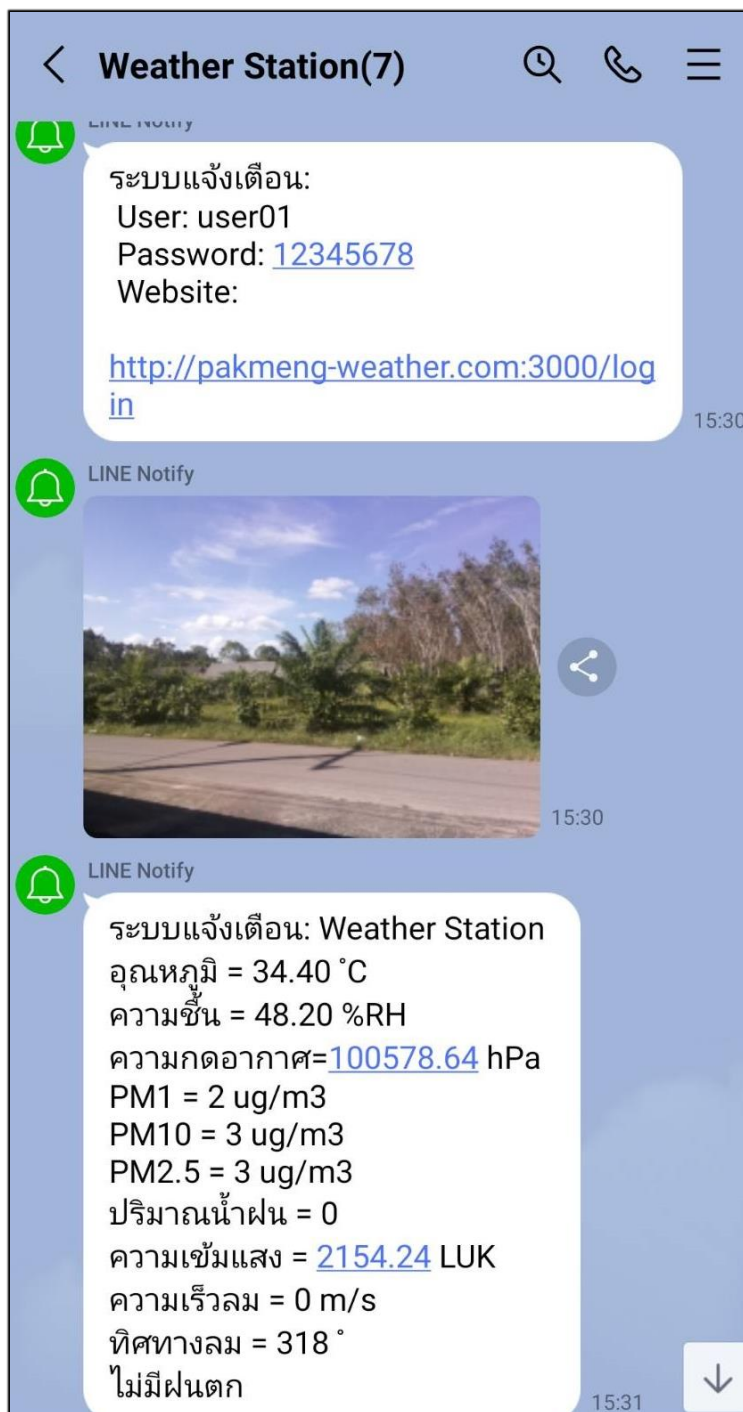 Weather Station(7)
LINE Notify
ระบบแจ้งเตือน:
User: user01
Password: 12345678
Website:
http://pakmeng-weather.com:3000/log
in
15:30
LINE Notify
15:30
LINE Notify
ระบบแจ้งเตือน: Weather Station
อุณหภูมิ = 34.40 ˚C
ความชื้น = 48.20 %RH
ความกดอากาศ=100578.64 hPa
PM1 = 2 ug/m3
PM10 = 3 ug/m3
PM2.5 = 3 ug/m3
ปริมาณน้ำฝน = 0
ความเข้มแสง = 2154.24 LUK
ความเร็วลม = 0 m/s
ทิศทางลม = 318 ˚
ไม่มีฝนตก
15:31